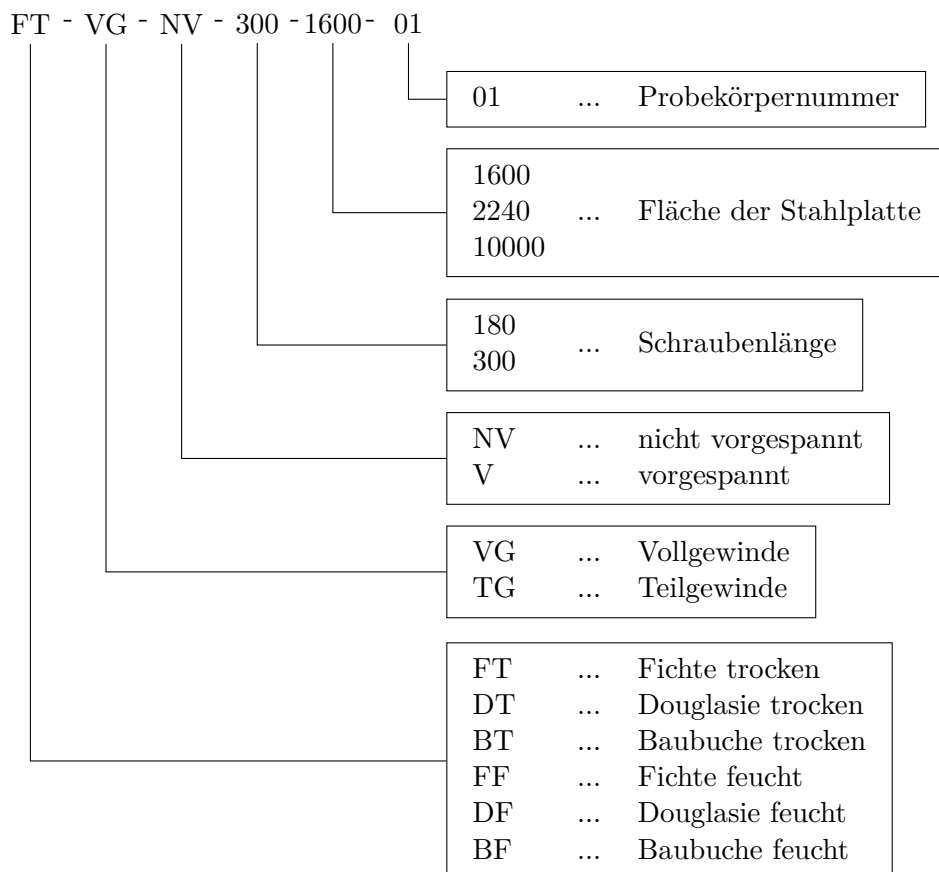 FT - VG - NV - 300 - 1600 - 01
01 ... Probekörpernummer
1600
2240 ... Fläche der Stahlplatte
10000
180
300
... Schraubenlänge
NV ... nicht vorgespannt
V ... vorgespannt
VG ... Vollgewinde
TG ... Teilgewinde
FT ... Fichte trocken
DT ... Douglasie trocken
BT ... Baubuche trocken
FF ... Fichte feucht
DF ... Douglasie feucht
BF ... Baubuche feucht